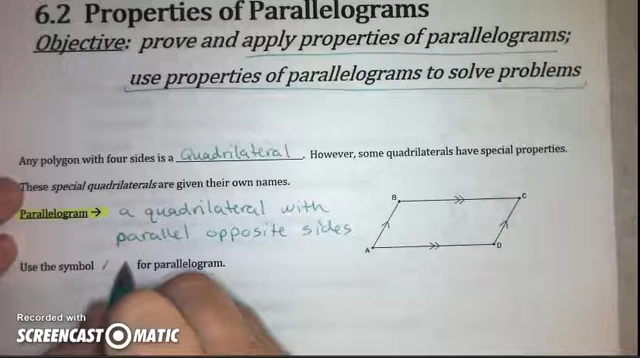 6.2 Properties of Parallelograms
Objective: prove and apply properties of parallelograms;
use properties of parallelograms to solve problems
Any polygon with four sides is a Quadrilateral. However, some quadrilaterals have special properties.
These special quadrilaterals are given their own names.
Parallelogram → a quadrilateral with
parallel opposite sides
B C
A D
Use the symbol / for parallelogram.
Recorded with
SCREENCAST MATIC